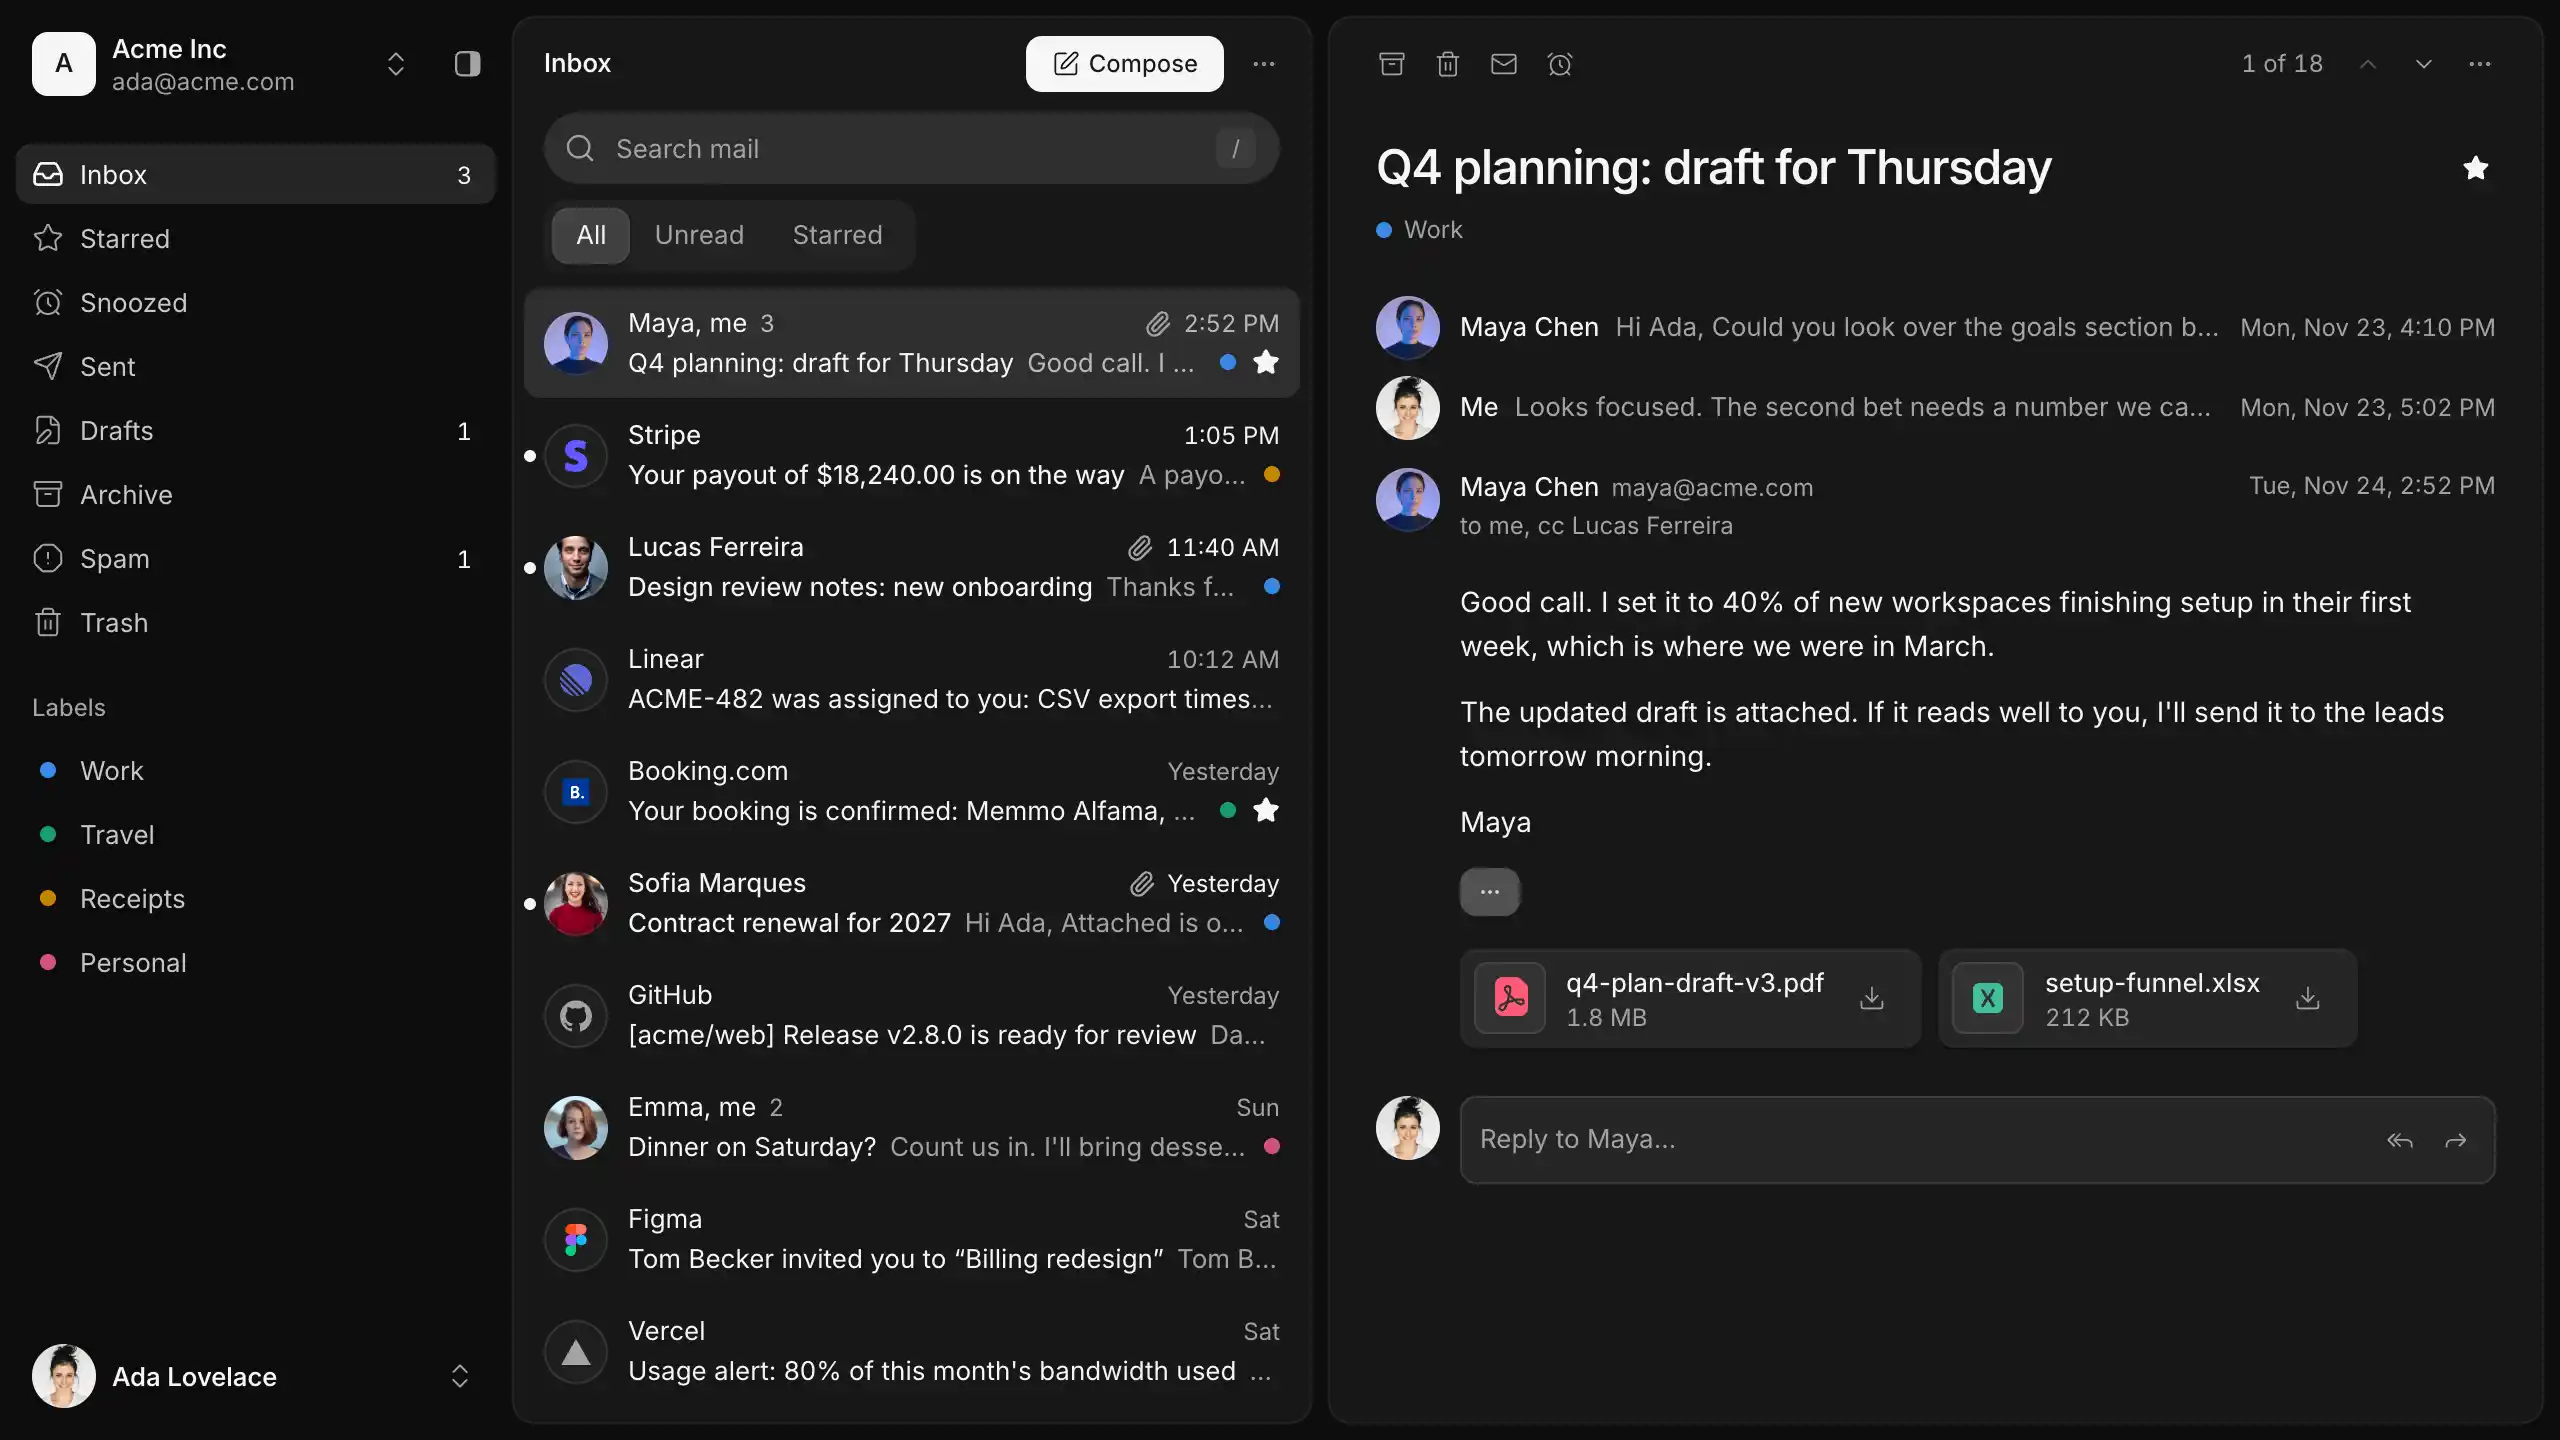 A
Acme Inc
ada@acme.com
Inbox 3
Starred
Snoozed
Sent
Drafts 1
Archive
Spam 1
Trash
Labels
Work
Travel
Receipts
Personal
Ada Lovelace
Inbox
Compose
Search mail /
All Unread Starred
Maya, me 3 2:52 PM
Q4 planning: draft for Thursday Good call. I ...
Stripe 1:05 PM
Your payout of $18,240.00 is on the way A payo...
Lucas Ferreira 11:40 AM
Design review notes: new onboarding Thanks f...
Linear 10:12 AM
ACME-482 was assigned to you: CSV export times...
B.
Booking.com Yesterday
Your booking is confirmed: Memmo Alfama, ...
Sofia Marques Yesterday
Contract renewal for 2027 Hi Ada, Attached is o...
GitHub Yesterday
[acme/web] Release v2.8.0 is ready for review Da...
Emma, me 2 Sun
Dinner on Saturday? Count us in. I'll bring desse...
Figma Sat
Tom Becker invited you to “Billing redesign” Tom B...
Vercel Sat
Usage alert: 80% of this month's bandwidth used ...
1 of 18
Q4 planning: draft for Thursday
Work
Maya Chen Hi Ada, Could you look over the goals section b... Mon, Nov 23, 4:10 PM
Me Looks focused. The second bet needs a number we ca... Mon, Nov 23, 5:02 PM
Maya Chen maya@acme.com Tue, Nov 24, 2:52 PM
to me, cc Lucas Ferreira
Good call. I set it to 40% of new workspaces finishing setup in their first
week, which is where we were in March.
The updated draft is attached. If it reads well to you, I'll send it to the leads
tomorrow morning.
Maya
q4-plan-draft-v3.pdf
1.8 MB
X
setup-funnel.xlsx
212 KB
Reply to Maya...